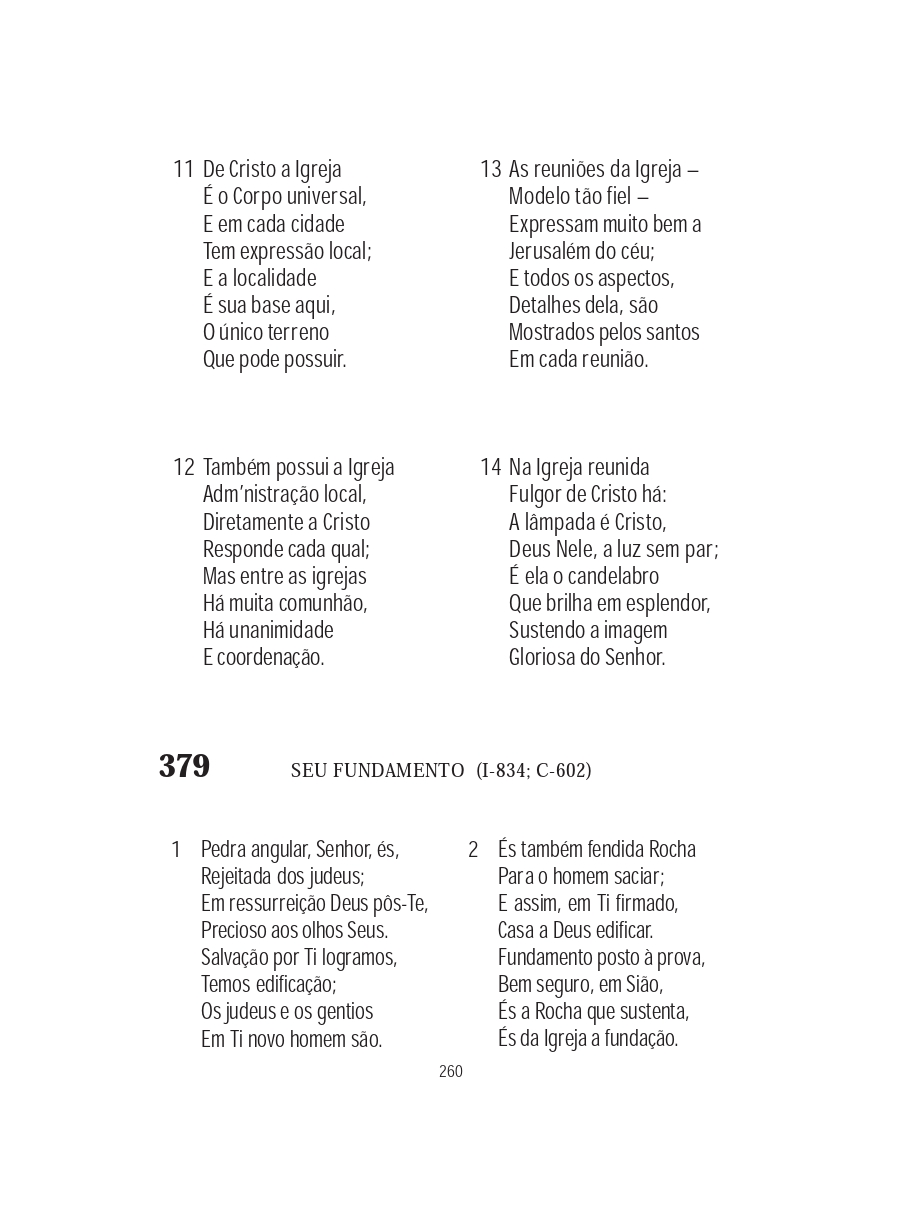 11 De Cristo a Igreja
É o Corpo universal,
E em cada cidade
Tem expressão local;
E a localidade
É sua base aqui,
O único terreno
Que pode possuir.
12 Também possui a Igreja
Adm’nistração local,
Diretamente a Cristo
Responde cada qual;
Mas entre as igrejas
Há muita comunhão,
Há unanimidade
E coordenação.
13 As reuniões da Igreja –
Modelo tão fiel –
Expressam muito bem a
Jerusalém do céu;
E todos os aspectos,
Detalhes dela, são
Mostrados pelos santos
Em cada reunião.
14 Na Igreja reunida
Fulgor de Cristo há:
A lâmpada é Cristo,
Deus Nele, a luz sem par;
É ela o candelabro
Que brilha em esplendor,
Sustendo a imagem
Gloriosa do Senhor.
379 SEU FUNDAMENTO (I-834; C-602)
1 Pedra angular, Senhor, és,
Rejeitada dos judeus;
Em ressurreição Deus pôs-Te,
Precioso aos olhos Seus.
Salvação por Ti logramos,
Temos edificação;
Os judeus e os gentios
Em Ti novo homem são.
2 És também fendida Rocha
Para o homem saciar;
E assim, em Ti firmado,
Casa a Deus edificar.
Fundamento posto à prova,
Bem seguro, em Sião,
És a Rocha que sustenta,
És da Igreja a fundação.
260